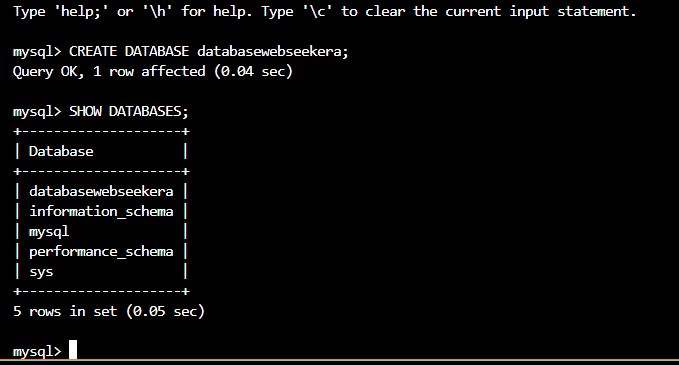 Type 'help;' or '\h' for help. Type '\c' to clear the current input statement.
mysql> CREATE DATABASE databasewebseekera;
Query OK, 1 row affected (0.04 sec)
mysql> SHOW DATABASES;
+--------------------+
| Database           |
+--------------------+
| databasewebseekera |
| information_schema |
| mysql              |
| performance_schema |
| sys                |
+--------------------+
5 rows in set (0.05 sec)
mysql>